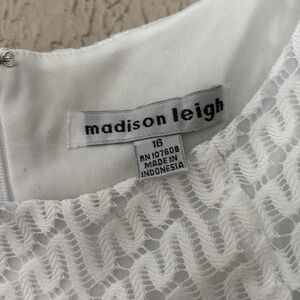 madison leigh
16
RN 107608
MADE IN
INDONESIA